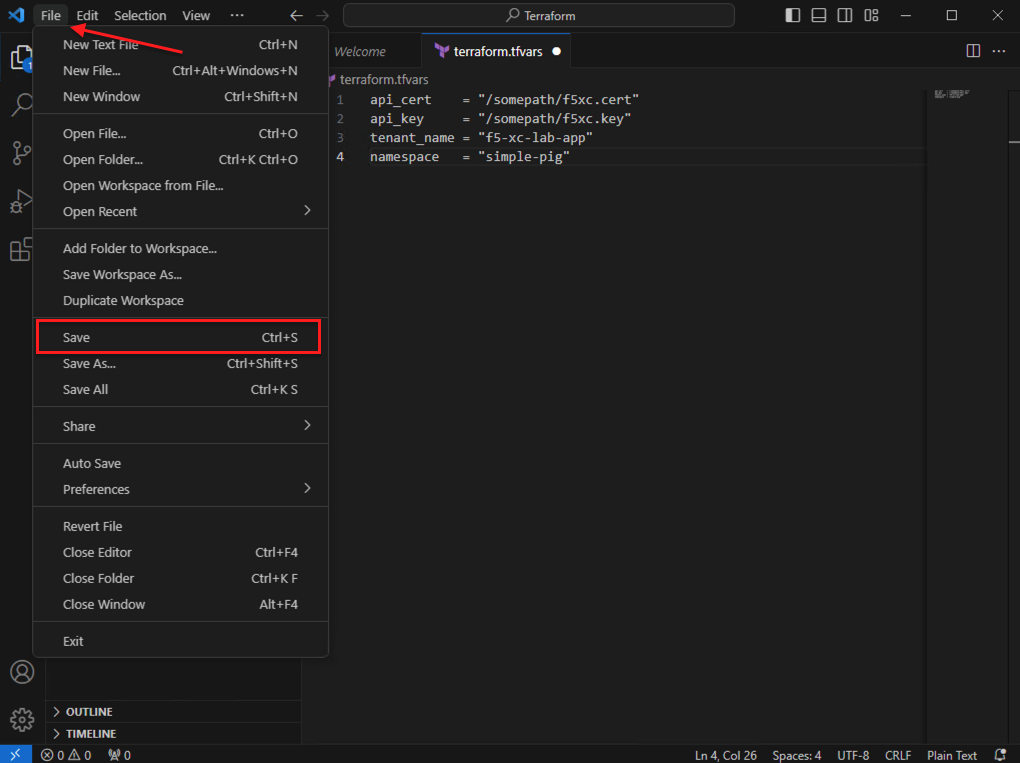 File Edit Selection View ··· Terraform
Welcome terraform.tfvars
terraform.tfvars
1 api_cert = "/somepath/f5xc.cert"
2 api_key = "/somepath/f5xc.key"
3 tenant_name = "f5-xc-lab-app"
4 namespace = "simple-pig"
1
New Text File Ctrl+N
New File... Ctrl+Alt+Windows+N
New Window Ctrl+Shift+N
Open File... Ctrl+O
Open Folder... Ctrl+K Ctrl+O
Open Workspace from File...
Open Recent
Add Folder to Workspace...
Save Workspace As...
Duplicate Workspace
Save Ctrl+S
Save As... Ctrl+Shift+S
Save All Ctrl+K S
Share
Auto Save
Preferences
Revert File
Close Editor Ctrl+F4
Close Folder Ctrl+K F
Close Window Alt+F4
Exit
OUTLINE
TIMELINE
0 0 0 Ln 4, Col 26 Spaces: 4 UTF-8 CRLF Plain Text